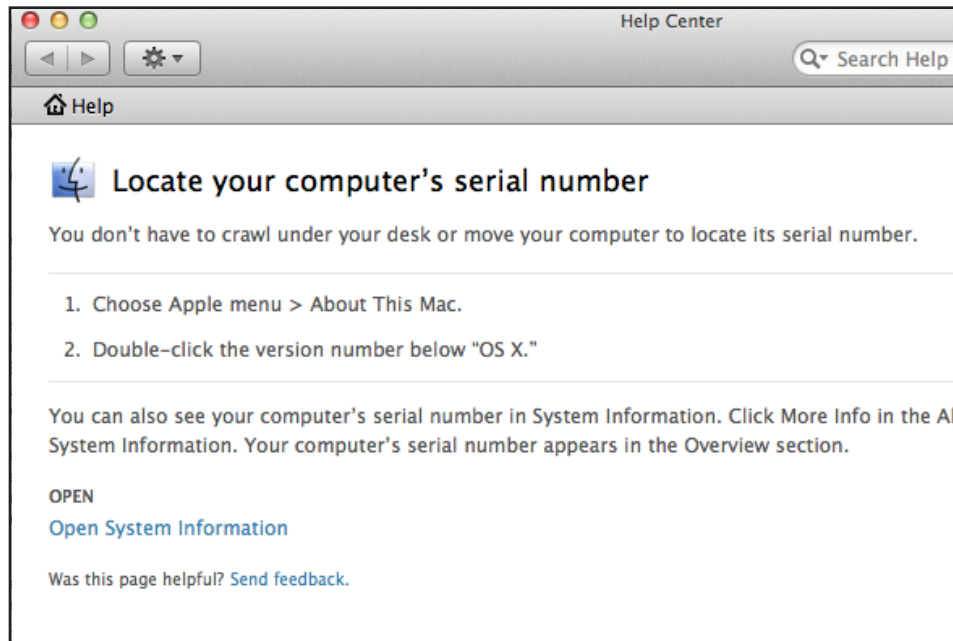 Help Center
Search Help
Help
Locate your computer’s serial number
You don’t have to crawl under your desk or move your computer to locate its serial number.
1. Choose Apple menu > About This Mac.
2. Double-click the version number below “OS X.”
You can also see your computer’s serial number in System Information. Click More Info in the
System Information. Your computer’s serial number appears in the Overview section.
OPEN
Open System Information
Was this page helpful? Send feedback.